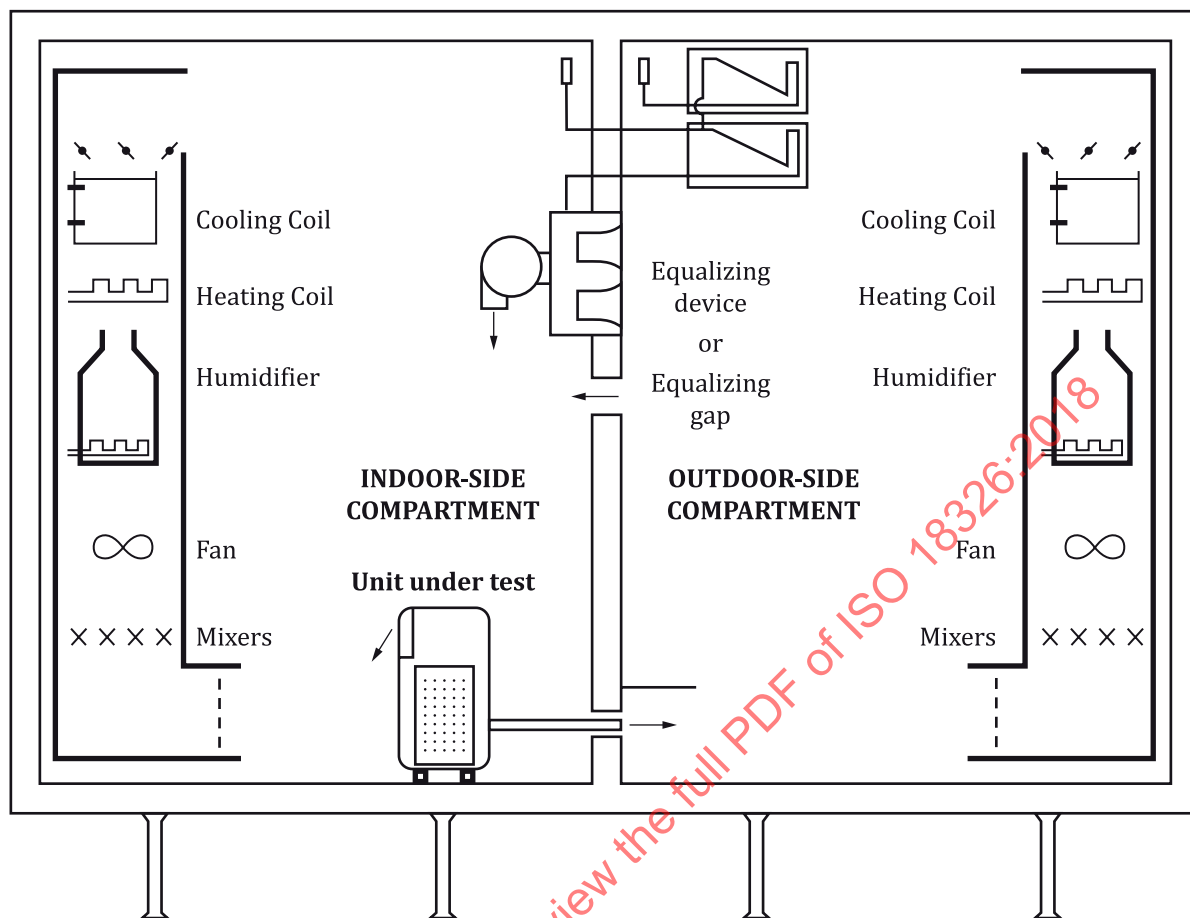 Cooling Coil
Heating Coil
Humidifier
Fan
Mixers
INDOOR-SIDE
COMPARTMENT
Unit under test
Equalizing
device
or
Equalizing
gap
OUTDOOR-SIDE
COMPARTMENT
Cooling Coil
Heating Coil
Humidifier
Fan
Mixers
view the full PDF of ISO 18326:2018